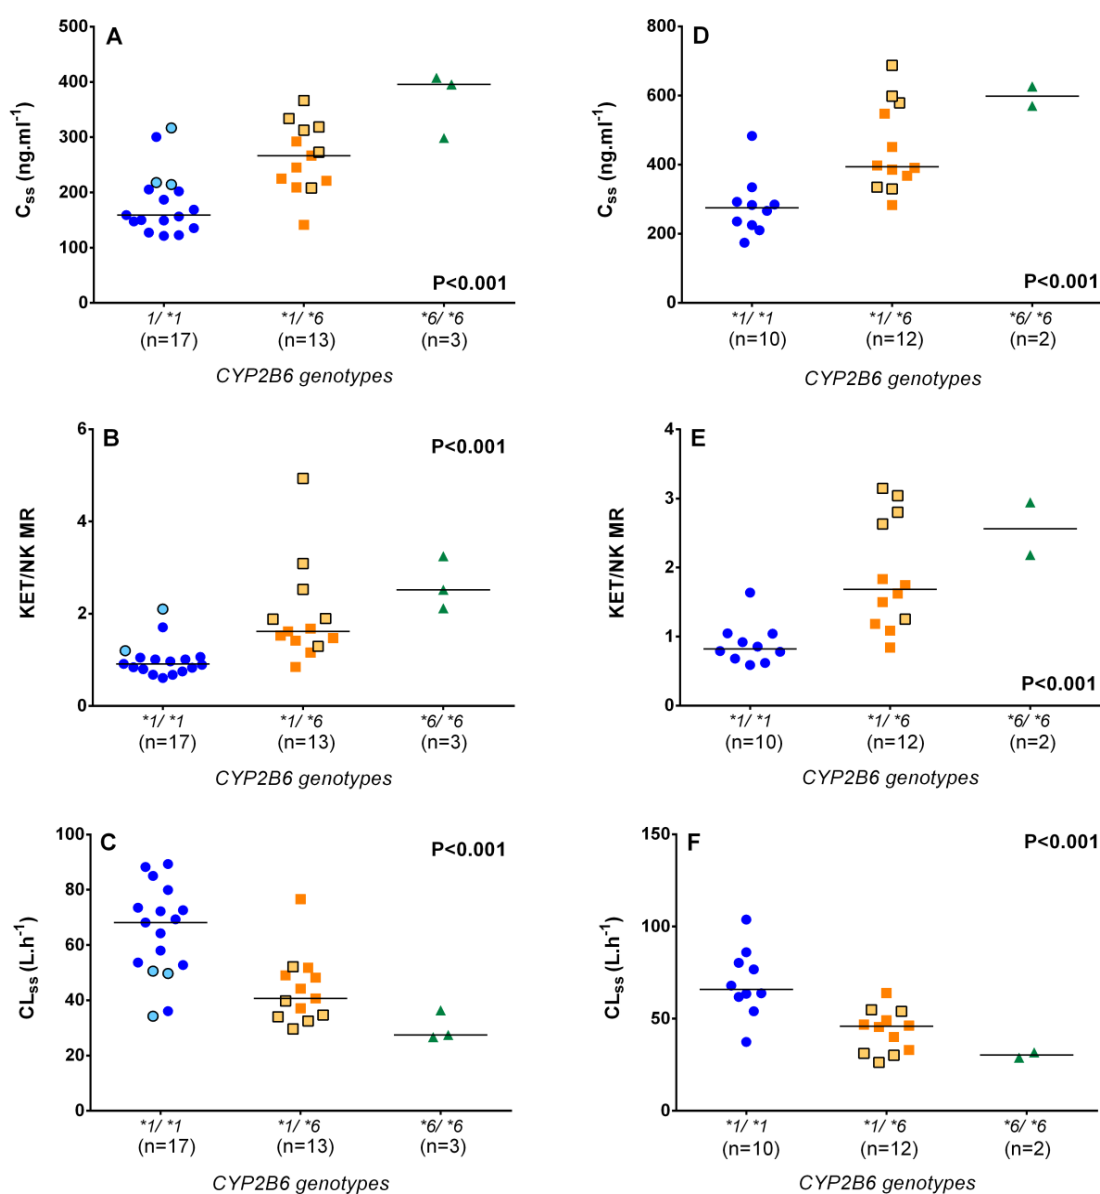 A
500
400
300
200
100
0
Css (ng.ml-1)
P<0.001
1/ *1
*1/ *6
*6/ *6
(n=17)
(n=13)
(n=3)
CYP2B6 genotypes
D
800
600
400
200
0
Css (ng.ml-1)
P<0.001
*1/ *1
*1/ *6
*6/ *6
(n=10)
(n=12)
(n=2)
CYP2B6 genotypes
B
6
4
2
0
KET/NK MR
P<0.001
*1/ *1
*1/ *6
*6/ *6
(n=17)
(n=13)
(n=3)
CYP2B6 genotypes
E
4
3
2
1
0
KET/NK MR
P<0.001
*1/ *1
*1/ *6
*6/ *6
(n=10)
(n=12)
(n=2)
CYP2B6 genotypes
C
100
80
60
40
20
0
CLss (L.h-1)
P<0.001
*1/ *1
*1/ *6
*6/ *6
(n=17)
(n=13)
(n=3)
CYP2B6 genotypes
F
150
100
50
0
CLss (L.h-1)
P<0.001
*1/ *1
*1/ *6
*6/ *6
(n=10)
(n=12)
(n=2)
CYP2B6 genotypes